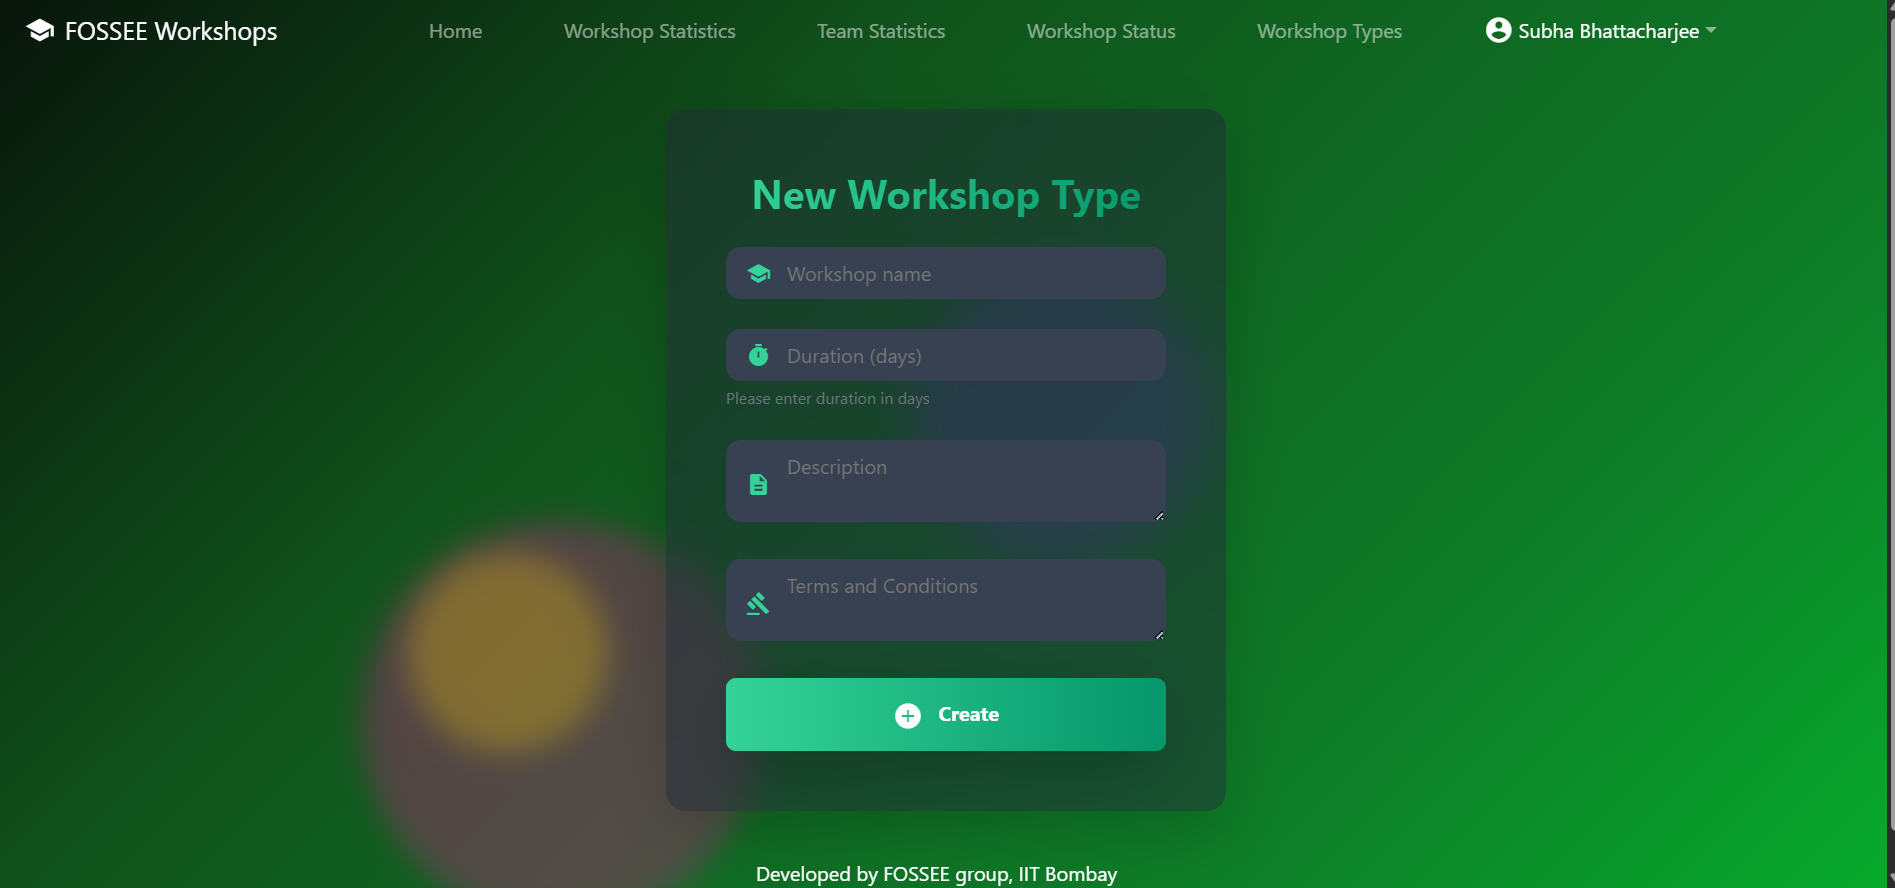 FOSSEE Workshops
Home
Workshop Statistics
Team Statistics
Workshop Status
Workshop Types
Subha Bhattacharjee
New Workshop Type
Workshop name
Duration (days)
Please enter duration in days
Description
Terms and Conditions
Create
Developed by FOSSEE group, IIT Bombay